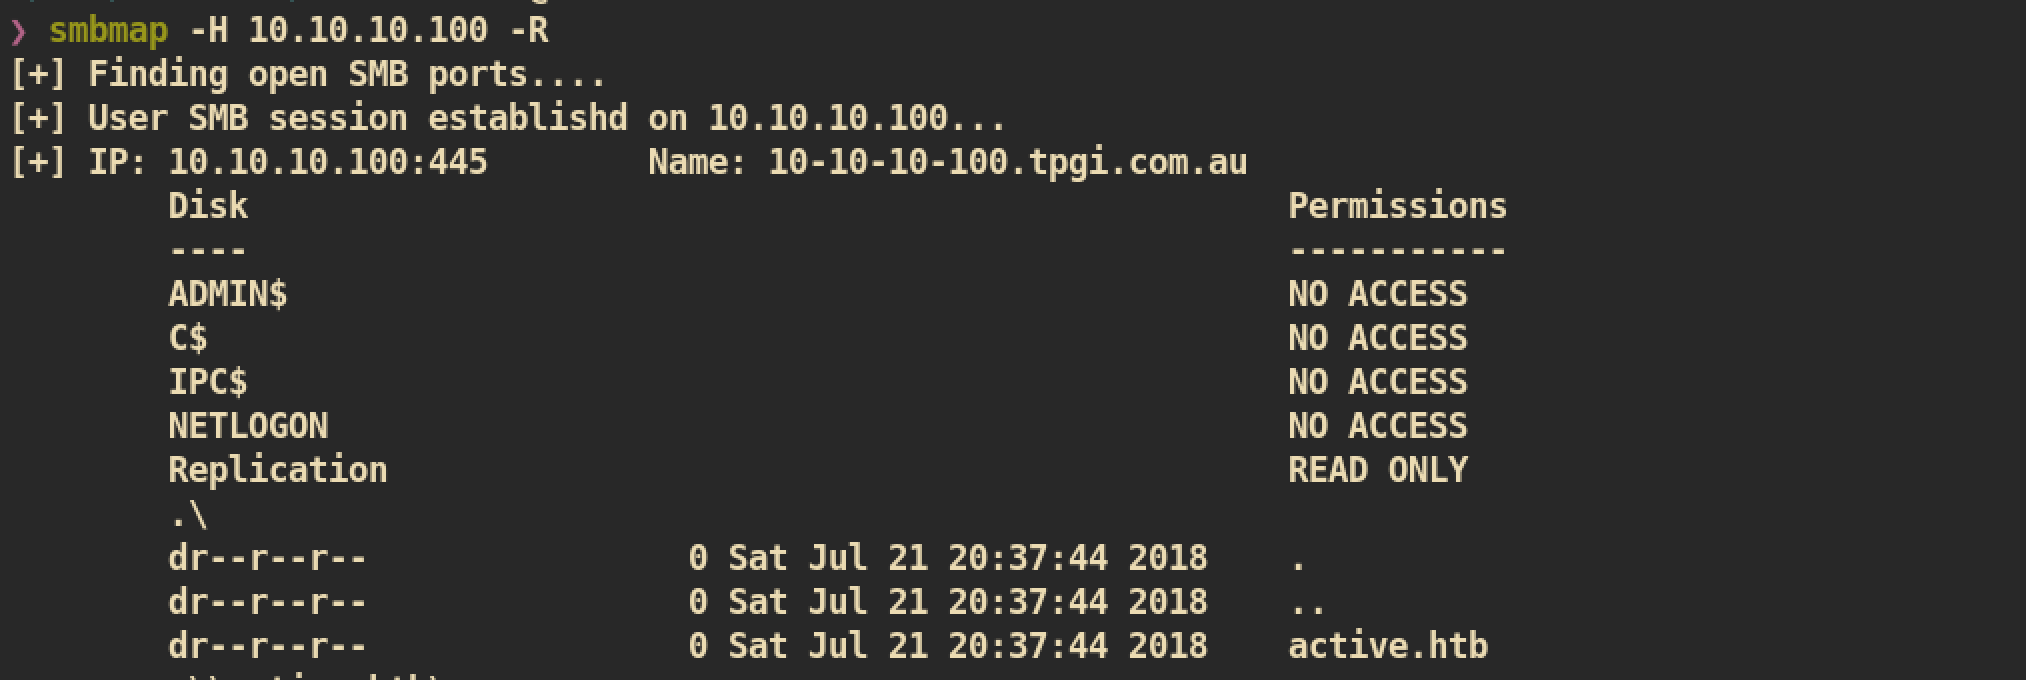 ❯ smbmap -H 10.10.10.100 -R
[+] Finding open SMB ports....
[+] User SMB session establishd on 10.10.10.100...
[+] IP: 10.10.10.100:445        Name: 10-10-10-100.tpgi.com.au
Disk                                                    Permissions
----                                                    -----------
ADMIN$                                                  NO ACCESS
C$                                                      NO ACCESS
IPC$                                                    NO ACCESS
NETLOGON                                                NO ACCESS
Replication                                             READ ONLY
.\
dr--r--r--                0 Sat Jul 21 20:37:44 2018    .
dr--r--r--                0 Sat Jul 21 20:37:44 2018    ..
dr--r--r--                0 Sat Jul 21 20:37:44 2018    active.htb